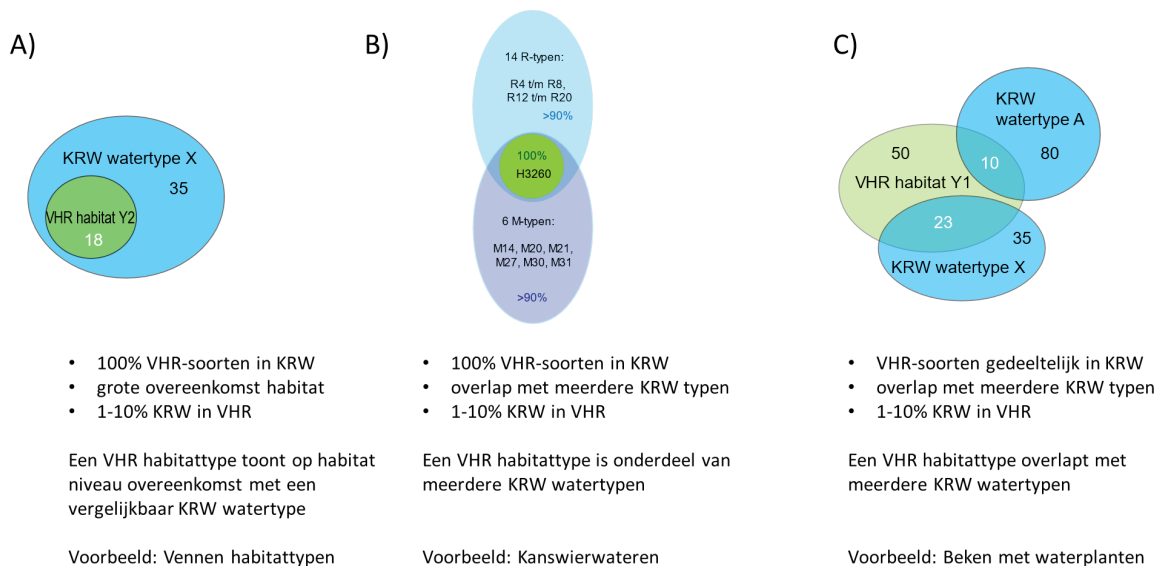 A)
KRW watertype X
35
VHR habitat Y2
18
• 100% VHR-soorten in KRW
• grote overeenkomst habitat
• 1-10% KRW in VHR
Een VHR habitattype toont op habitat
niveau overeenkomst met een
vergelijkbaar KRW watertype
Voorbeeld: Vennen habitattypen
B)
14 R-typen:
R4 t/m R8,
R12 t/m R20
>90%
100%
H3260
6 M-typen:
M14, M20, M21,
M27, M30, M31
>90%
• 100% VHR-soorten in KRW
• overlap met meerdere KRW typen
• 1-10% KRW in VHR
Een VHR habitattype is onderdeel van
meerdere KRW watertypen
Voorbeeld: Kanswierwateren
C)
KRW
watertype A
80
50
10
VHR habitat Y1
23
35
KRW watertype X
• VHR-soorten gedeeltelijk in KRW
• overlap met meerdere KRW typen
• 1-10% KRW in VHR
Een VHR habitattype overlapt met
meerdere KRW watertypen
Voorbeeld: Beken met waterplanten